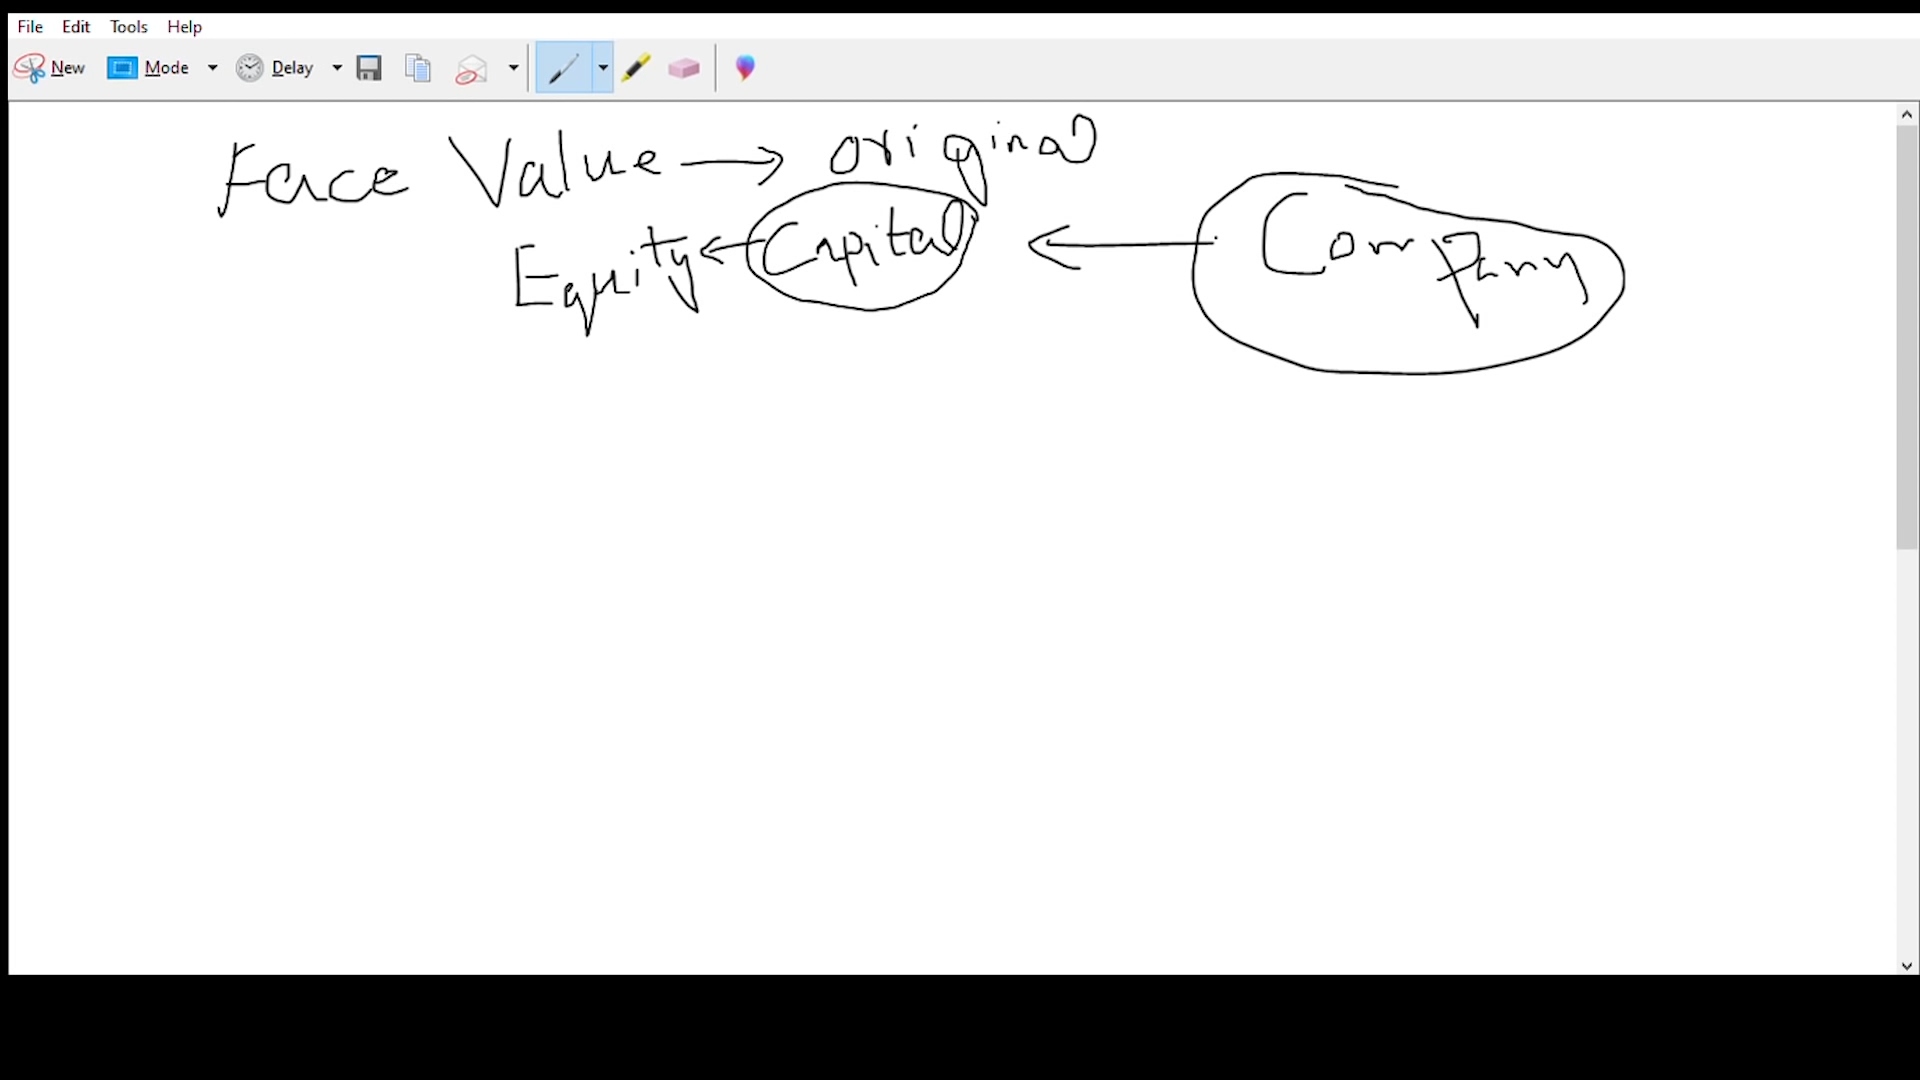 File Edit Tools Help
New Mode Delay
Face Value → original
Equity ← Capital ← Company